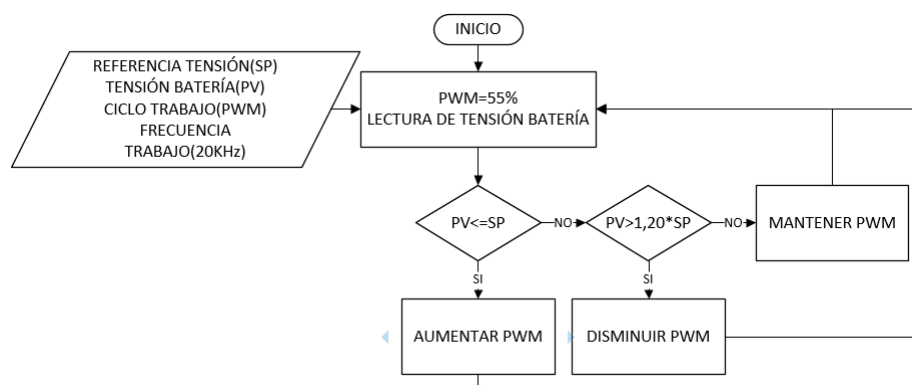 INICIO
REFERENCIA TENSIÓN(SP)
TENSIÓN BATERÍA(PV)
CICLO TRABAJO(PWM)
FRECUENCIA
TRABAJO(20KHz)
PWM=55%
LECTURA DE TENSIÓN BATERÍA
PV<=SP
NO
PV>1,20*SP
NO
MANTENER PWM
SI
SI
AUMENTAR PWM
DISMINUIR PWM